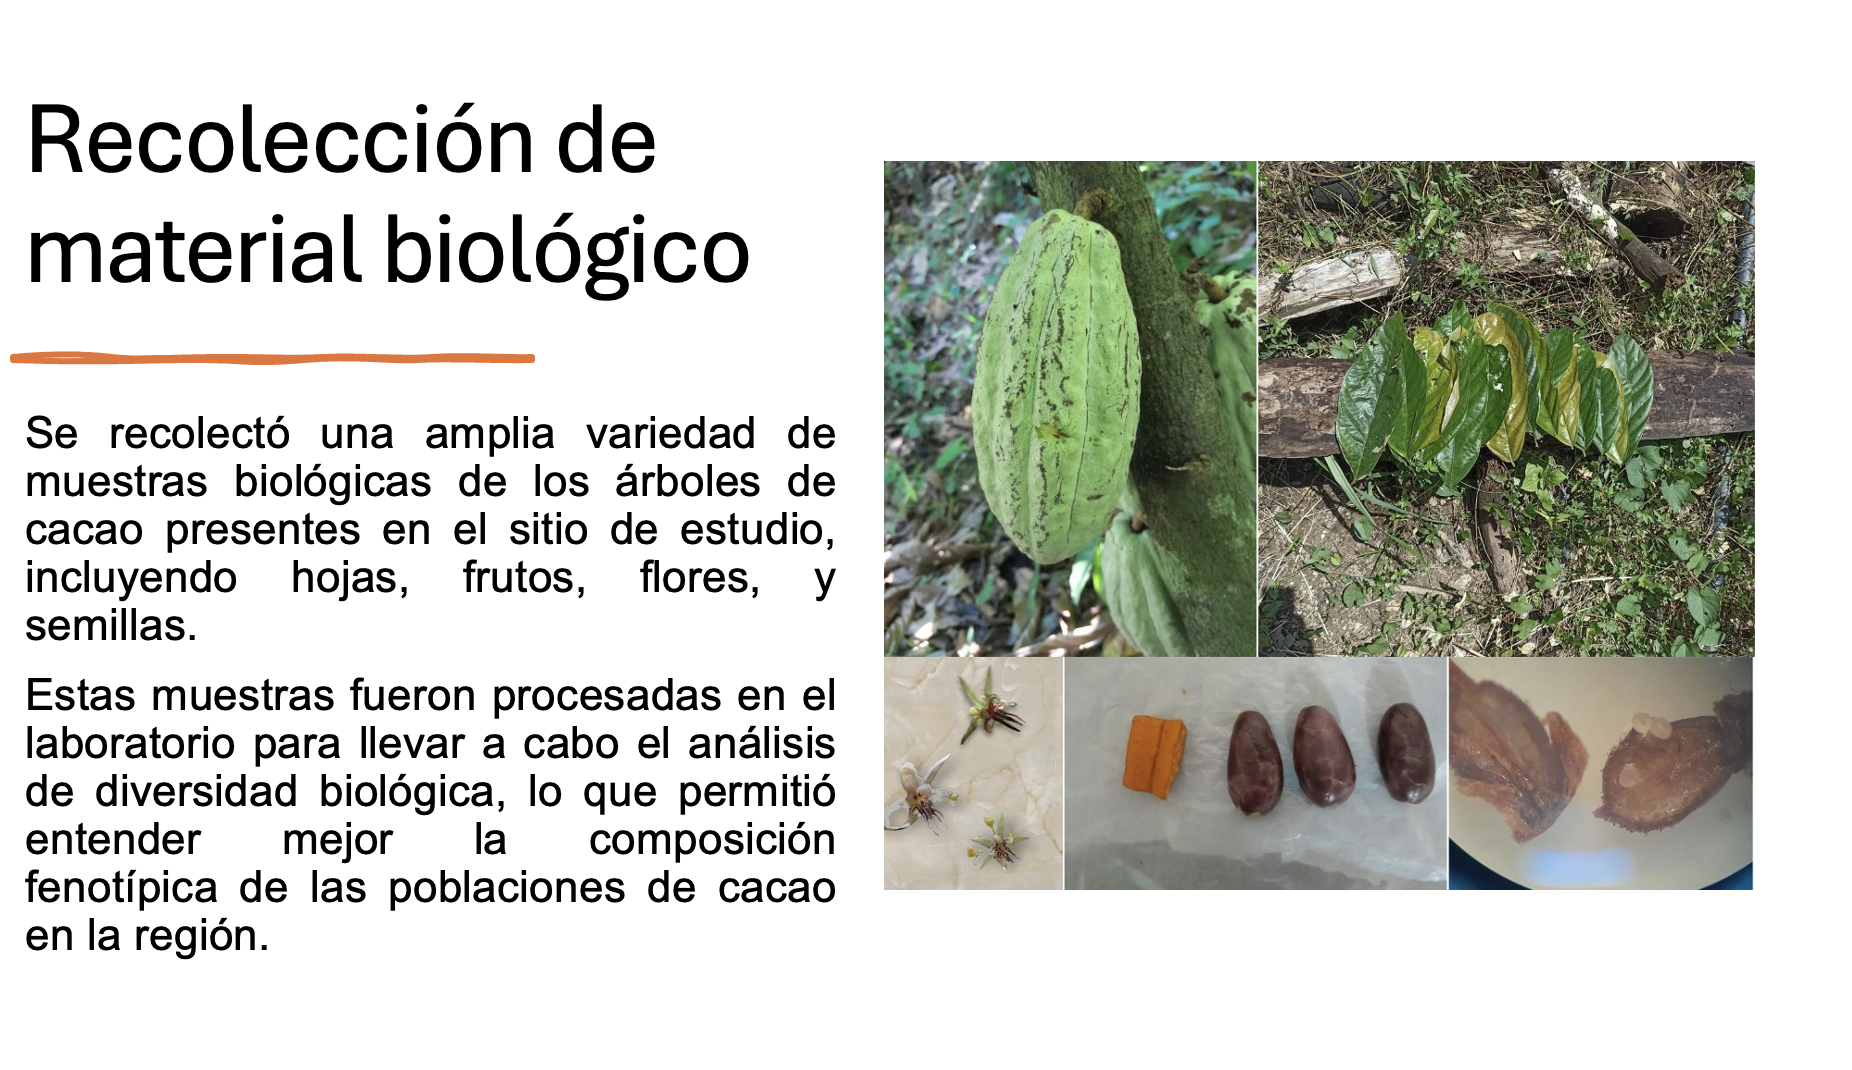 Recolección de
material biológico
Se recolectó una amplia variedad de
muestras biológicas de los árboles de
cacao presentes en el sitio de estudio,
incluyendo hojas, frutos, flores, y
semillas.
Estas muestras fueron procesadas en el
laboratorio para llevar a cabo el análisis
de diversidad biológica, lo que permitió
entender mejor la composición
fenotípica de las poblaciones de cacao
en la región.